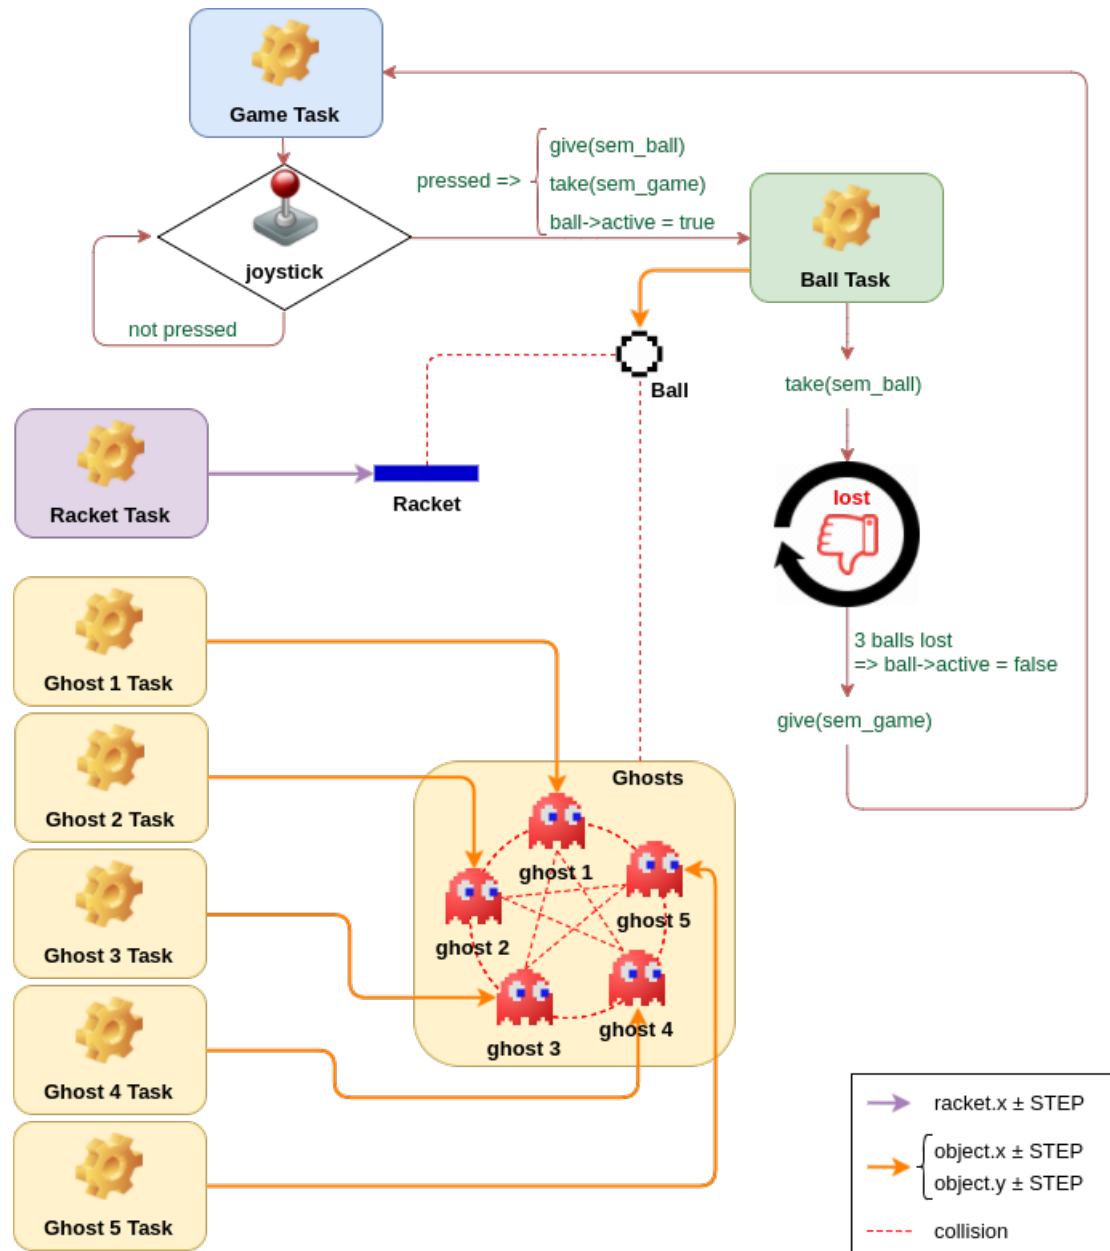 Game Task
give(sem_ball)
pressed =>
take(sem_game)
ball->active = true
joystick
Ball Task
not pressed
Ball
take(sem_ball)
Racket Task
Racket
lost
3 balls lost
=> ball->active = false
give(sem_game)
Ghost 1 Task
Ghost 2 Task
Ghost 3 Task
Ghost 4 Task
Ghost 5 Task
Ghosts
ghost 1
ghost 5
ghost 2
ghost 4
ghost 3
racket.x ± STEP
object.x ± STEP
object.y ± STEP
collision